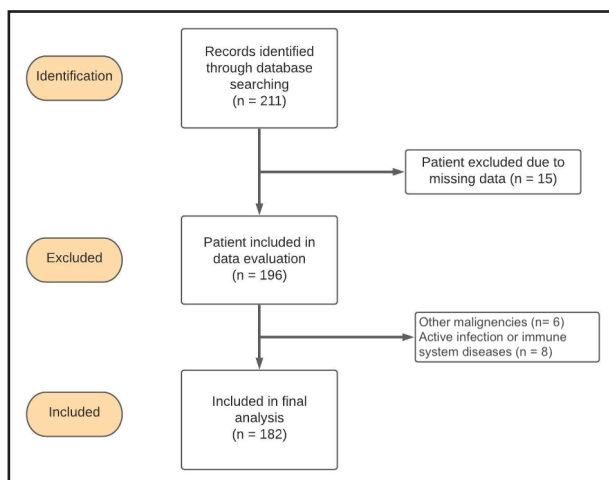 Identification
Records identified
through database
searching
(n = 211)
Patient excluded due to
missing data (n = 15)
Excluded
Patient included in
data evaluation
(n = 196)
Other malignencies (n= 6)
Active infection or immune
system diseases (n = 8)
Included
Included in final
analysis
(n = 182)